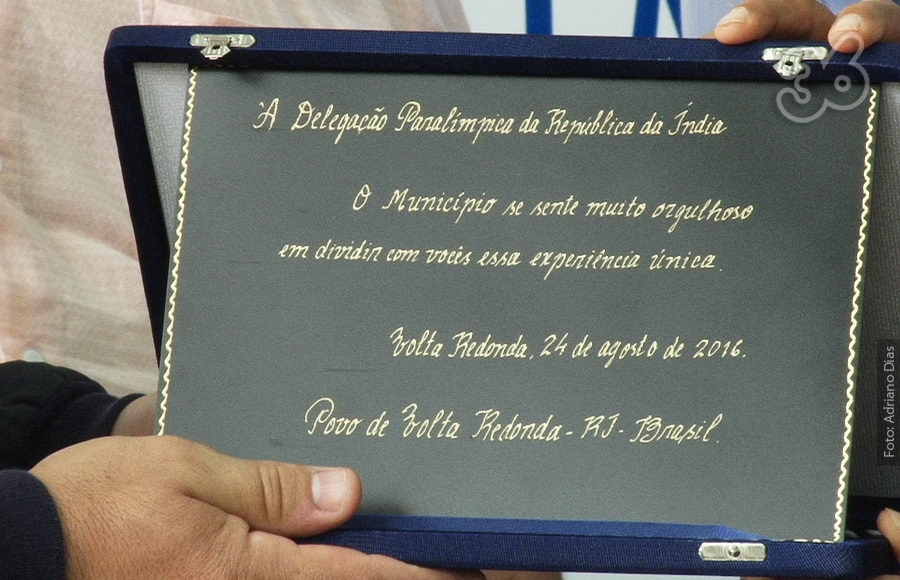 À Delegação Paralímpica da República da Índia
O Município se sente muito orgulhoso
em dividir com vocês essa experiência única.
Volta Redonda, 24 de agosto de 2016.
Povo de Volta Redonda - RJ - Brasil.
Foto: Adriano Dias